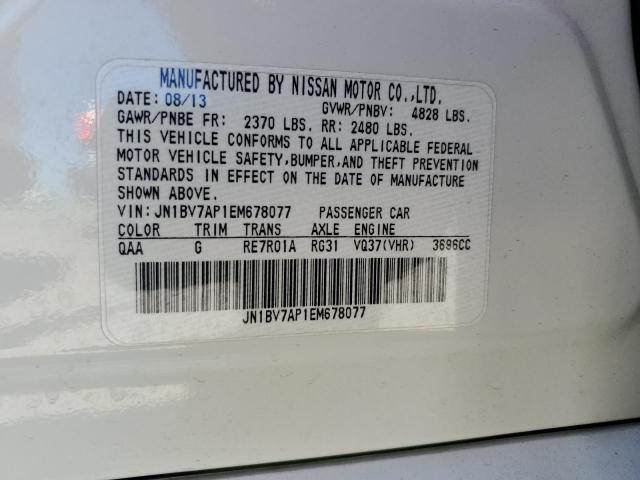 MANUFACTURED BY NISSAN MOTOR CO.,LTD.
DATE: 08/13 GVWR/PNBV: 4828 LBS.
GAWR/PNBE FR: 2370 LBS. RR: 2480 LBS.
THIS VEHICLE CONFORMS TO ALL APPLICABLE FEDERAL
MOTOR VEHICLE SAFETY,BUMPER,AND THEFT PREVENTION
STANDARDS IN EFFECT ON THE DATE OF MANUFACTURE
SHOWN ABOVE.
VIN: JN1BV7AP1EM678077 PASSENGER CAR
COLOR TRIM TRANS AXLE ENGINE
QAA G RE7R01A RG31 VQ37(VHR) 3696CC
JN1BV7AP1EM678077